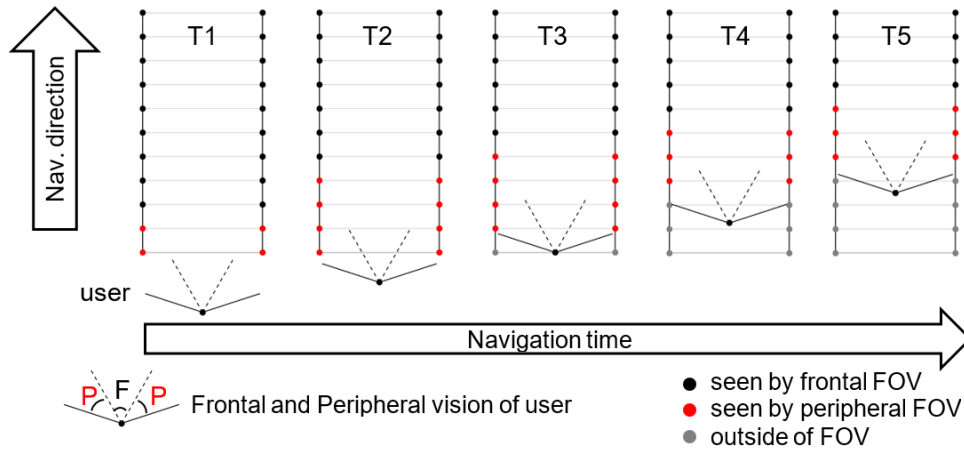 T1
T2
T3
T4
T5
Nav. direction
user
Navigation time
P F P
Frontal and Peripheral vision of user
seen by frontal FOV
seen by peripheral FOV
outside of FOV